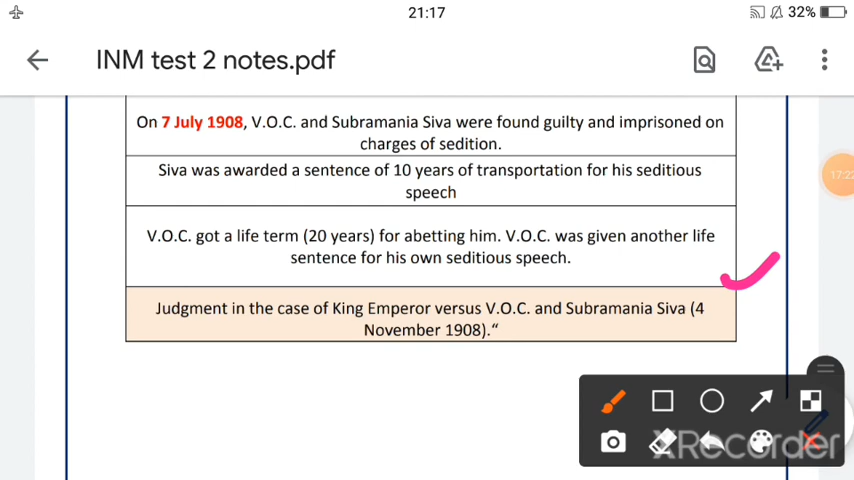 21:17
32%
INM test 2 notes.pdf
On 7 July 1908, V.O.C. and Subramania Siva were found guilty and imprisoned on
charges of sedition.
17:22
Siva was awarded a sentence of 10 years of transportation for his seditious
speech
V.O.C. got a life term (20 years) for abetting him. V.O.C. was given another life
sentence for his own seditious speech.
Judgment in the case of King Emperor versus V.O.C. and Subramania Siva (4
November 1908).“
XRecorder